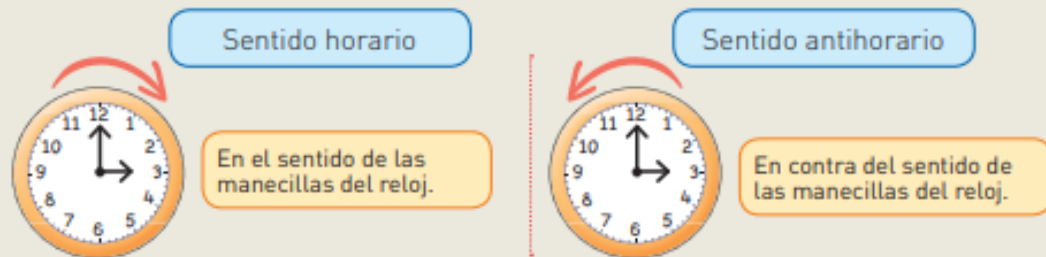 Sentido horario
12
11 1
10 2
9 3
8 4
7 5
6
En el sentido de las
manecillas del reloj.
Sentido antihorario
12
11 1
10 2
9 3
8 4
7 5
6
En contra del sentido de
las manecillas del reloj.